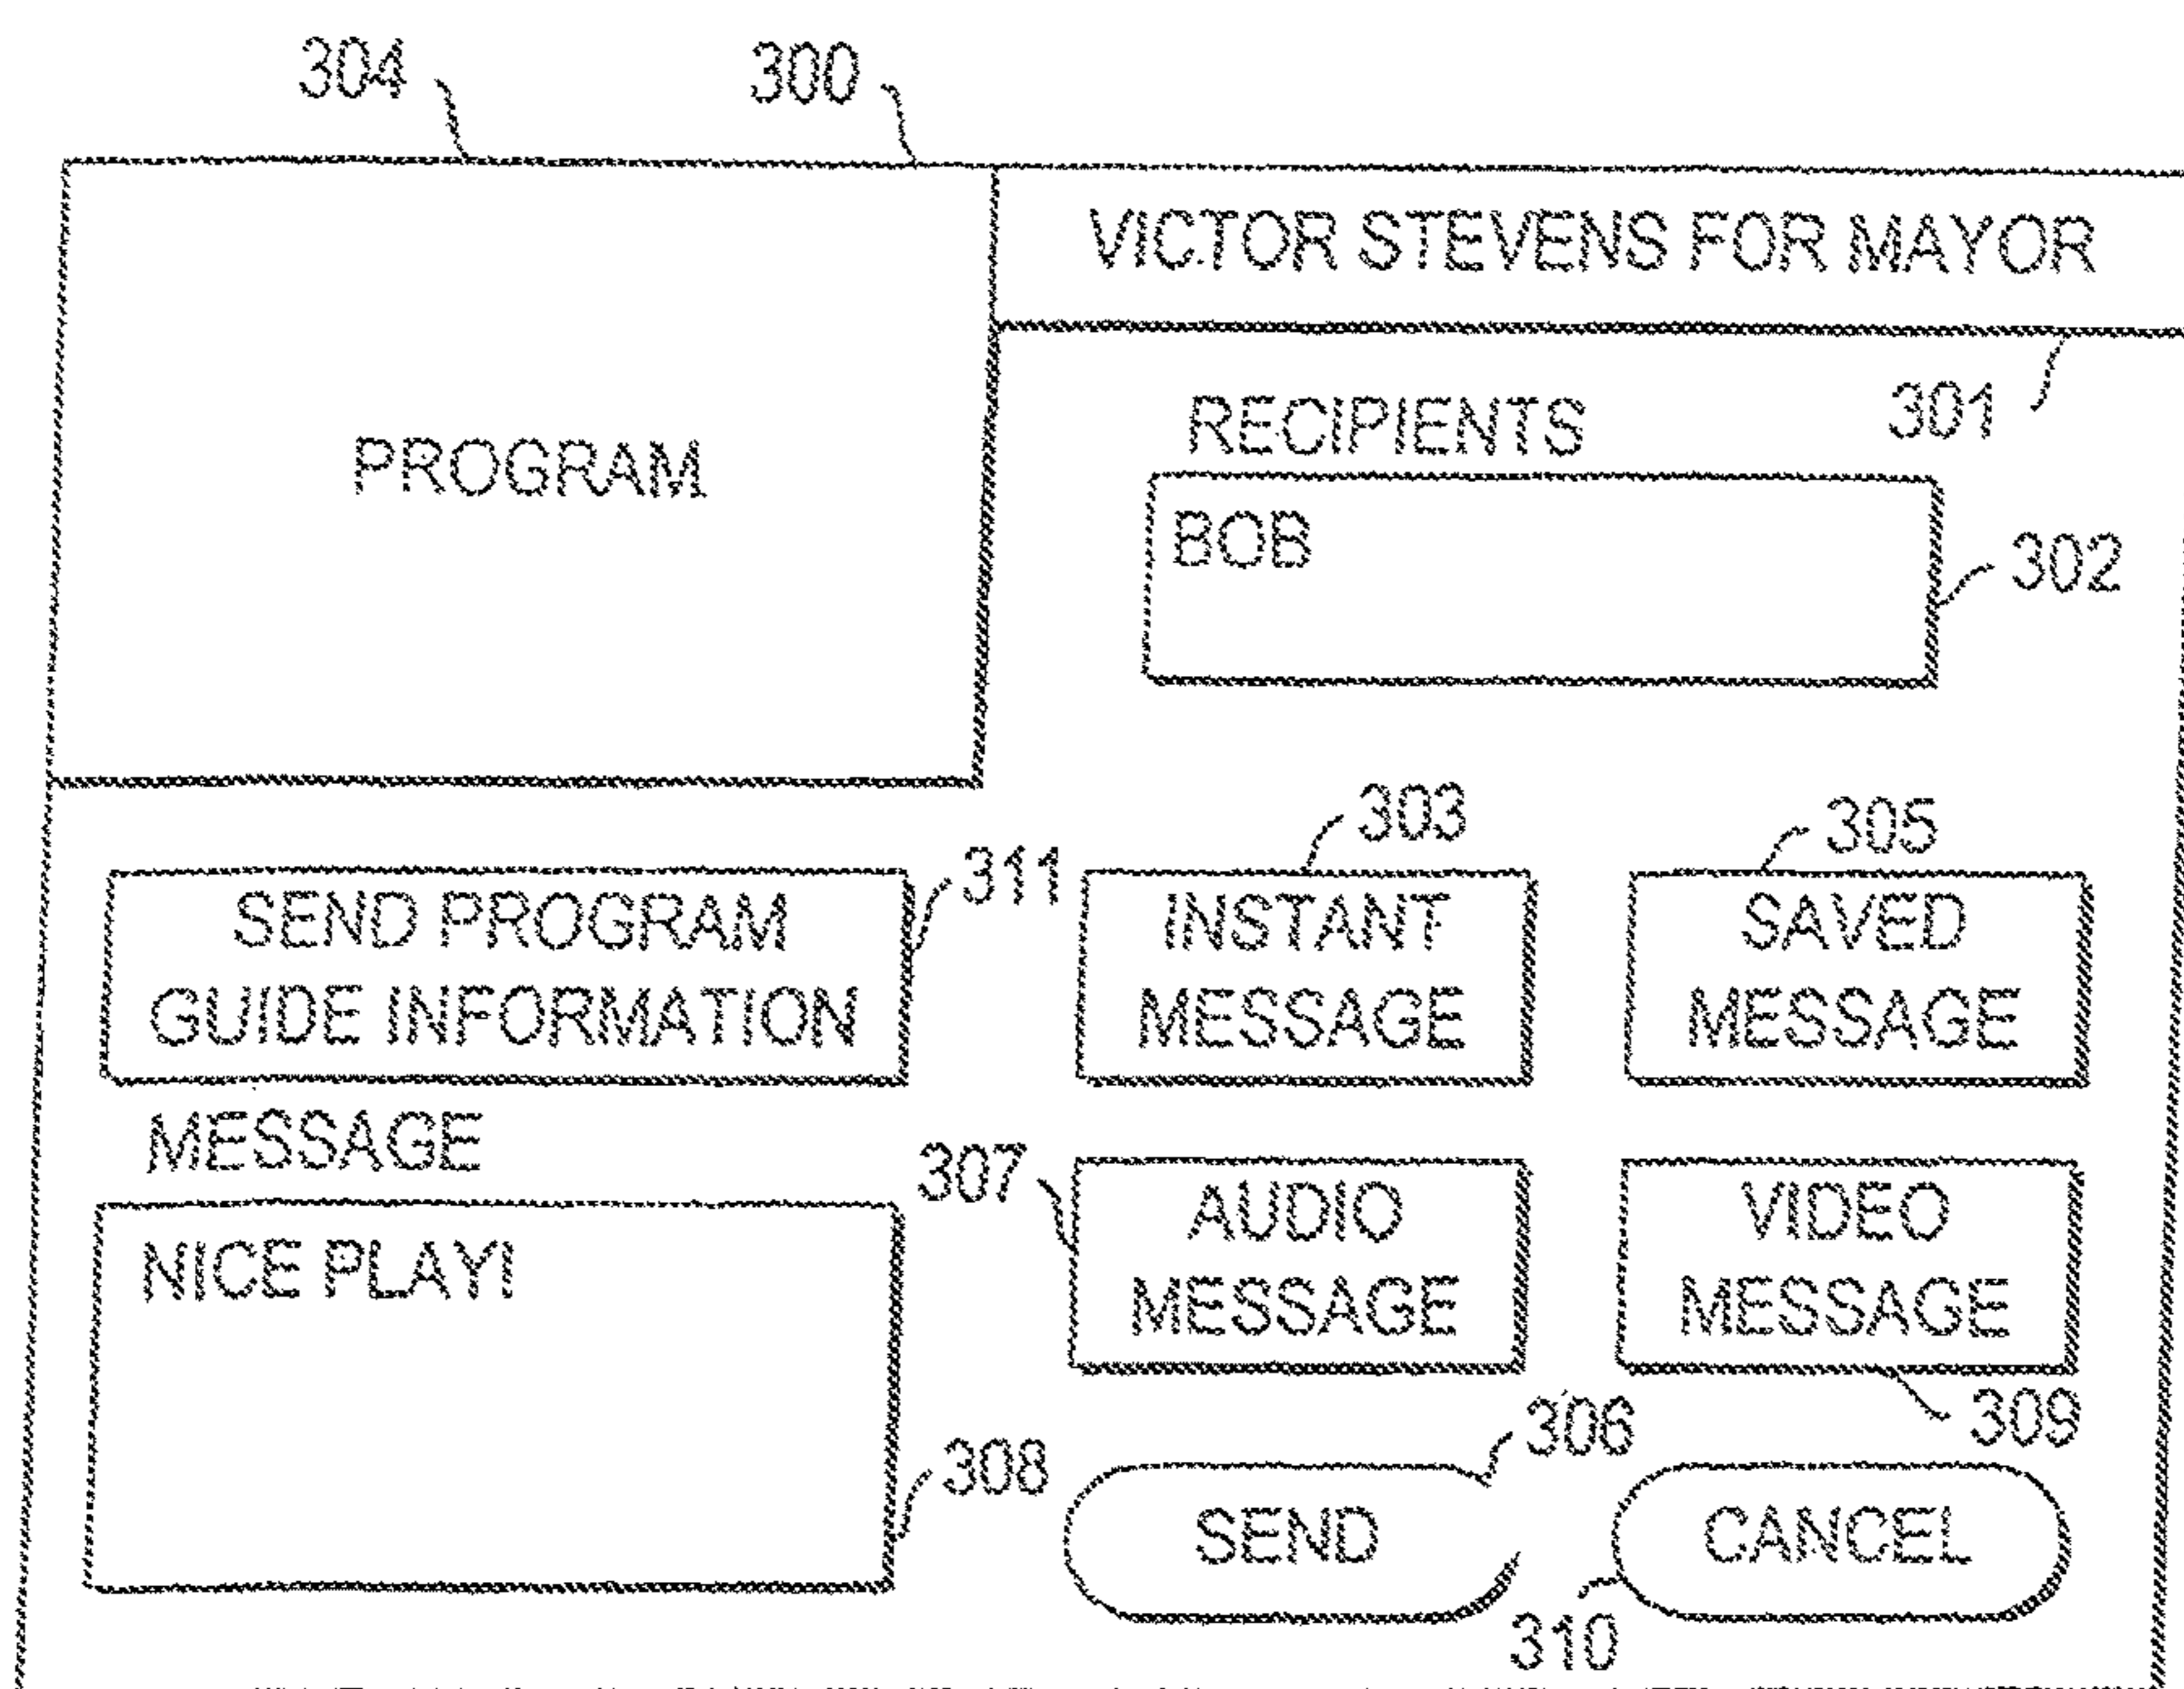 304 300
VICTOR STEVENS FOR MAYOR
301
PROGRAM
RECIPIENTS
BOB
302
303 305
SEND PROGRAM
GUIDE INFORMATION
311
INSTANT
MESSAGE
SAVED
MESSAGE
MESSAGE
NICE PLAY!
308
307
AUDIO
MESSAGE
VIDEO
MESSAGE
309
306
SEND
CANCEL
310